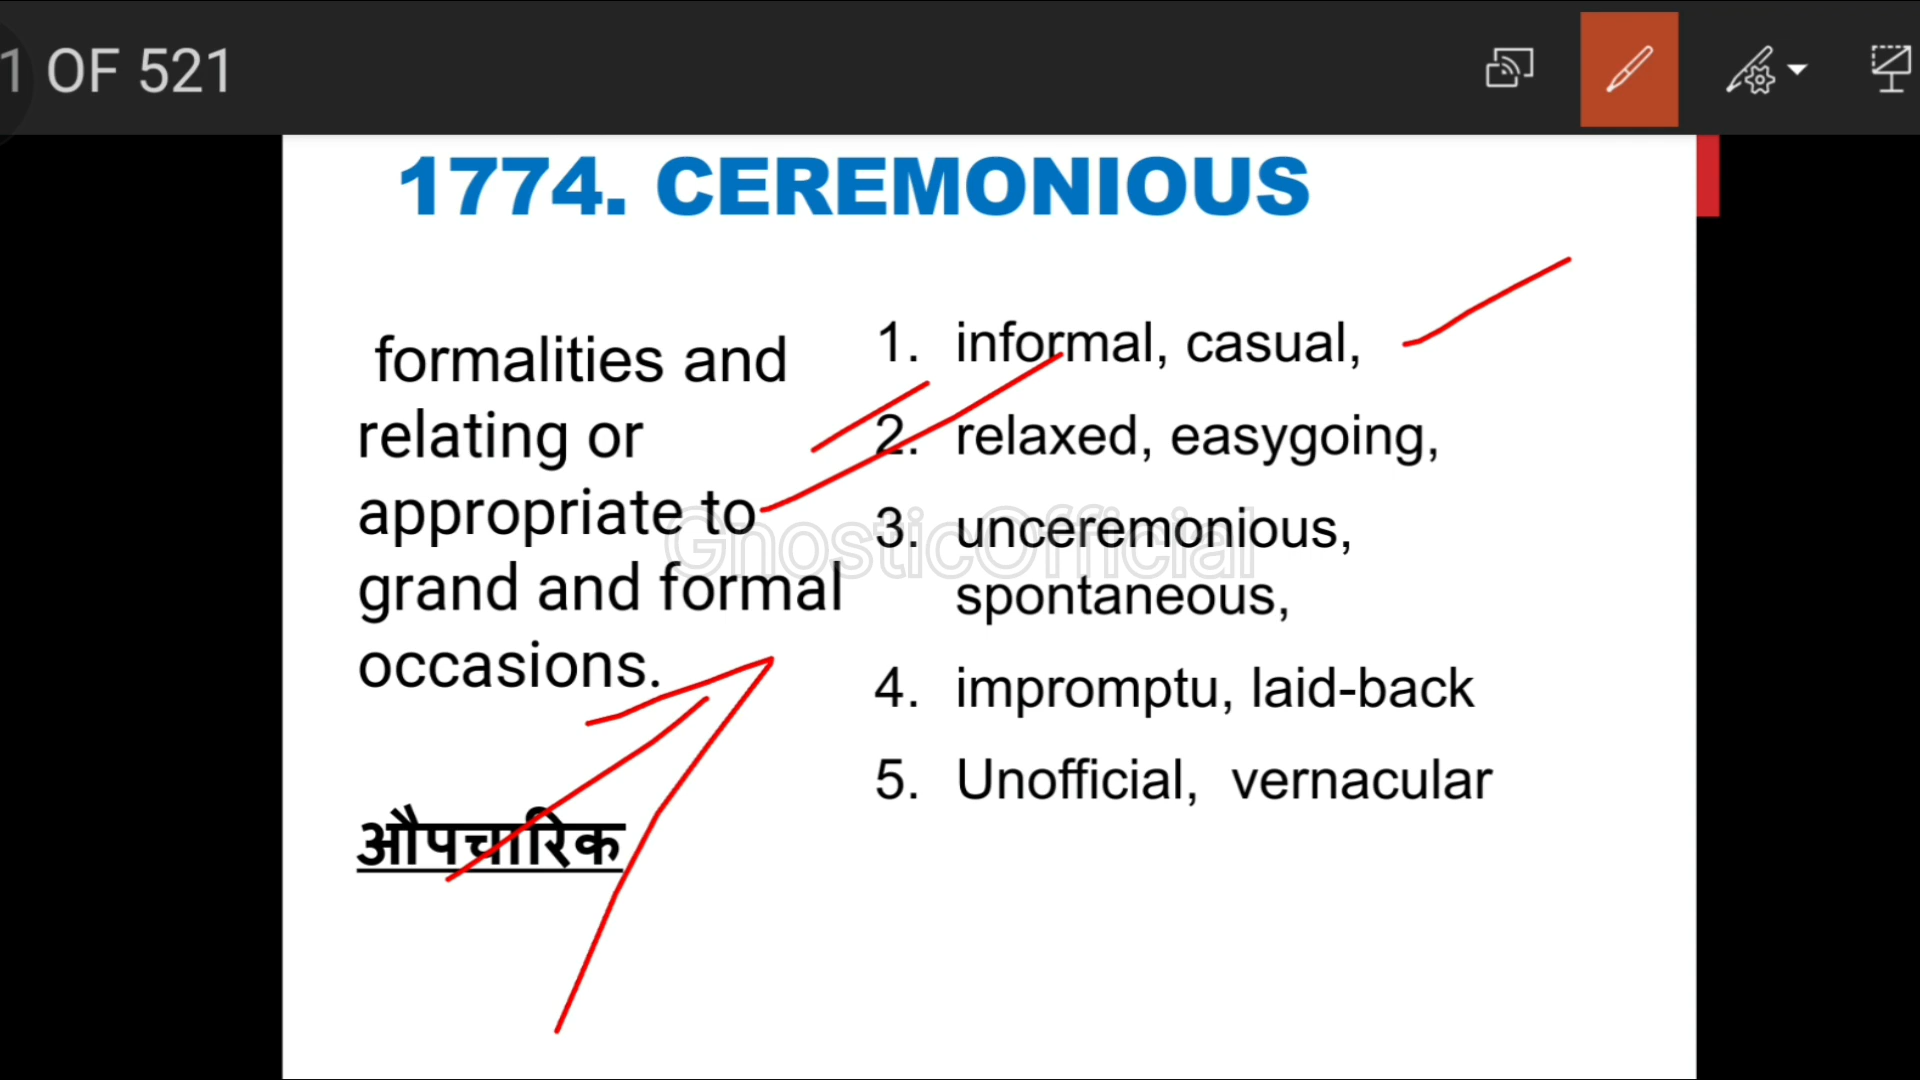 1 OF 521
1774. CEREMONIOUS
formalities and
relating or
appropriate to
grand and formal
occasions.
औपचारिक
1. informal, casual,
2. relaxed, easygoing,
3. unceremonious,
spontaneous,
4. impromptu, laid-back
5. Unofficial, vernacular
GnosticOfficial